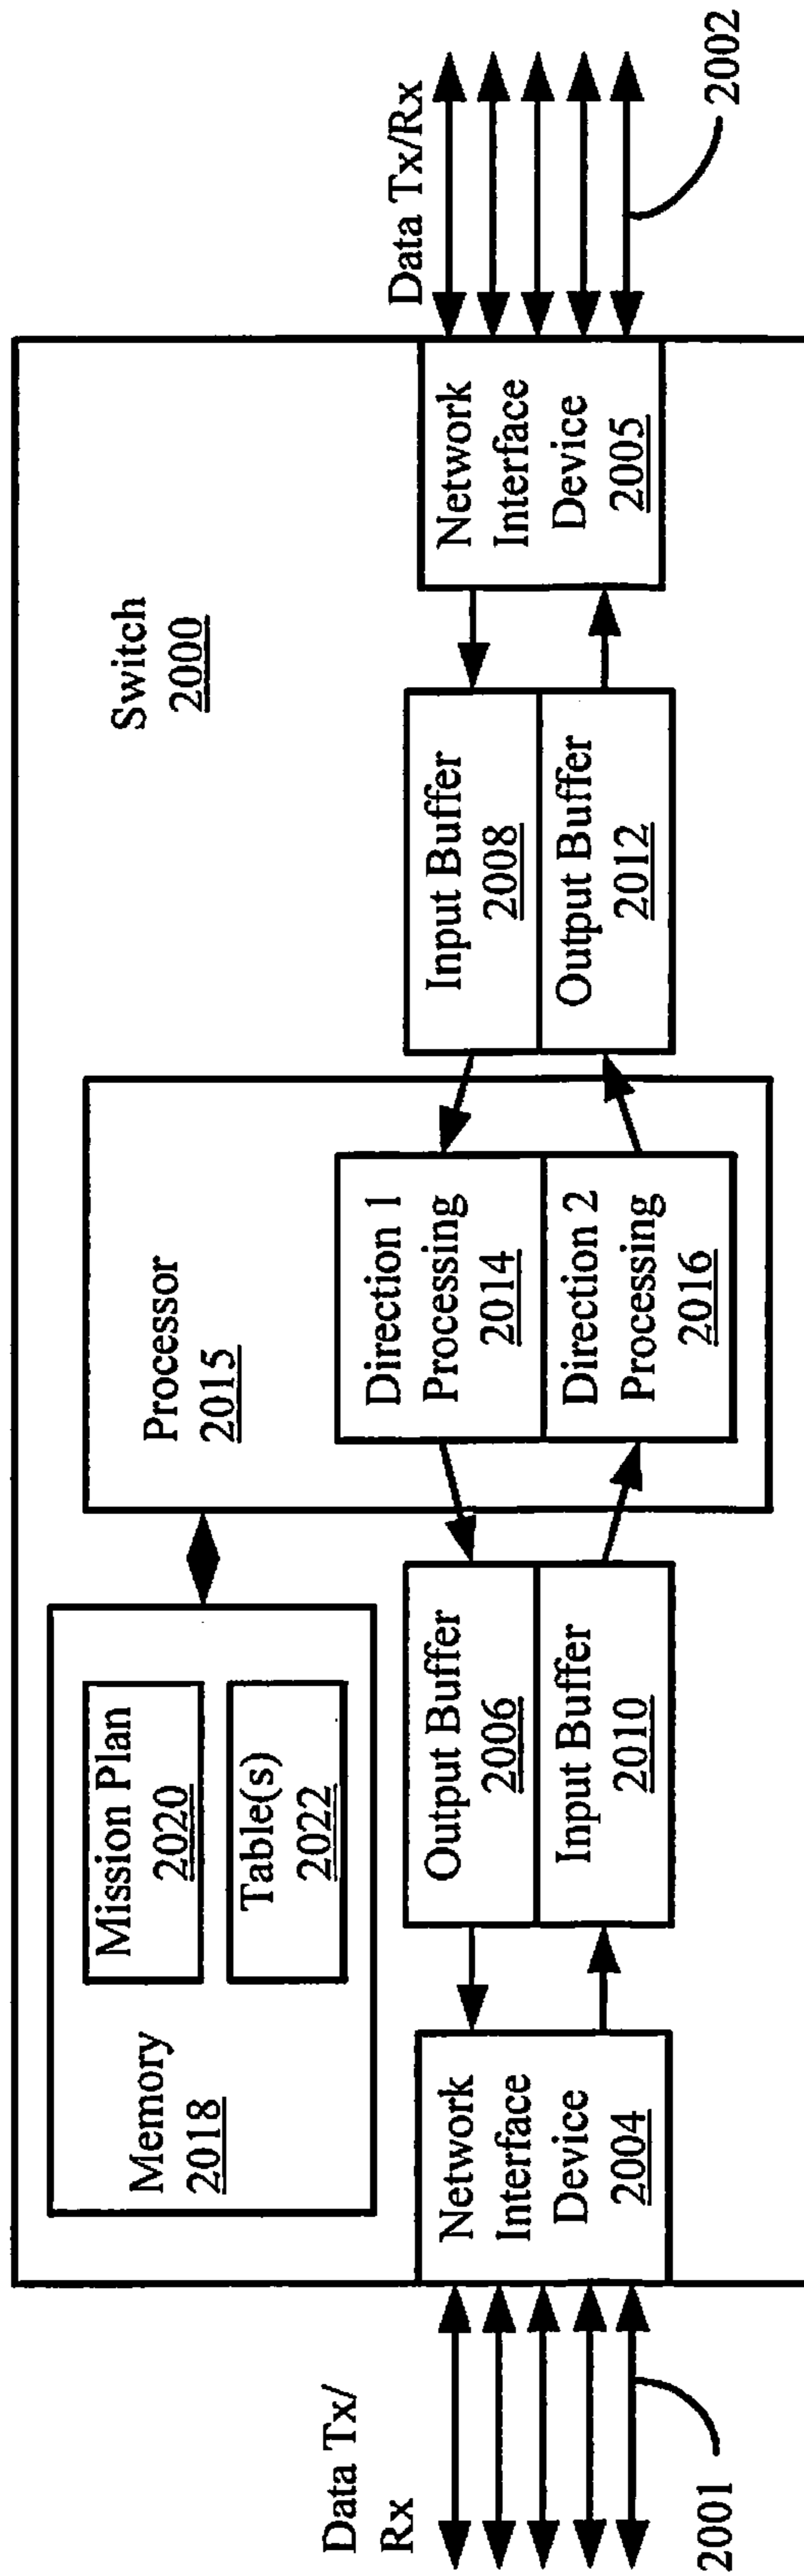 Switch
2000
Memory
2018
Mission Plan
2020
Table(s)
2022
Processor
2015
Direction 1
Processing
2014
Direction 2
Processing
2016
Data Tx/
Rx
2001
Network
Interface
Device
2004
Output Buffer
2006
Input Buffer
2010
Input Buffer
2008
Output Buffer
2012
Network
Interface
Device
2005
Data Tx/Rx
2002